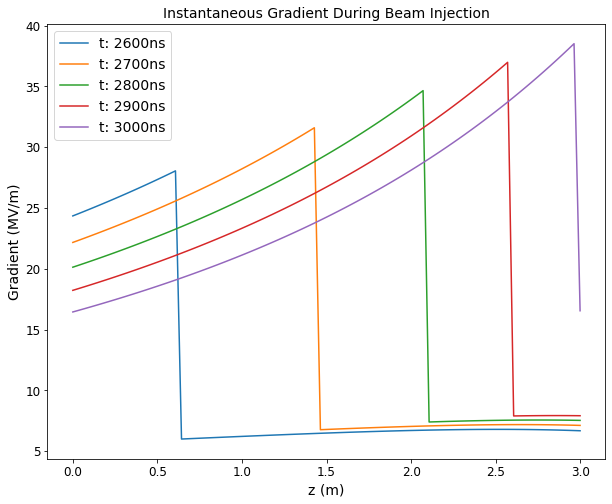 Instantaneous Gradient During Beam Injection
40
35
30
25
20
15
10
5
Gradient (MV/m)
t: 2600ns
t: 2700ns
t: 2800ns
t: 2900ns
t: 3000ns
0.0 0.5 1.0 1.5 2.0 2.5 3.0
z (m)